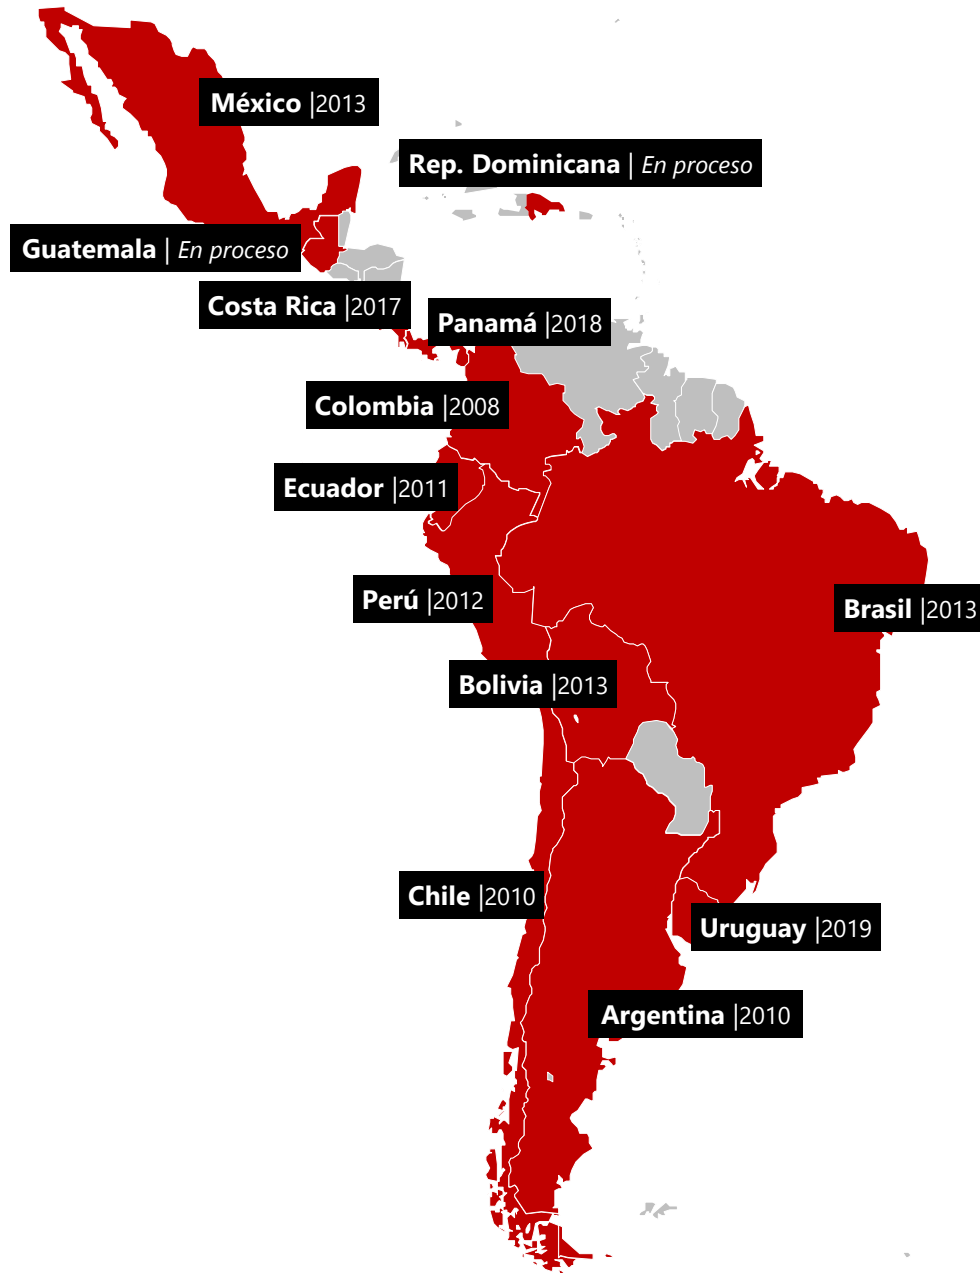 México |2013
Rep. Dominicana | En proceso
Guatemala | En proceso
Costa Rica |2017
Panamá |2018
Colombia |2008
Ecuador |2011
Perú |2012
Brasil |2013
Bolivia |2013
Chile |2010
Uruguay |2019
Argentina |2010